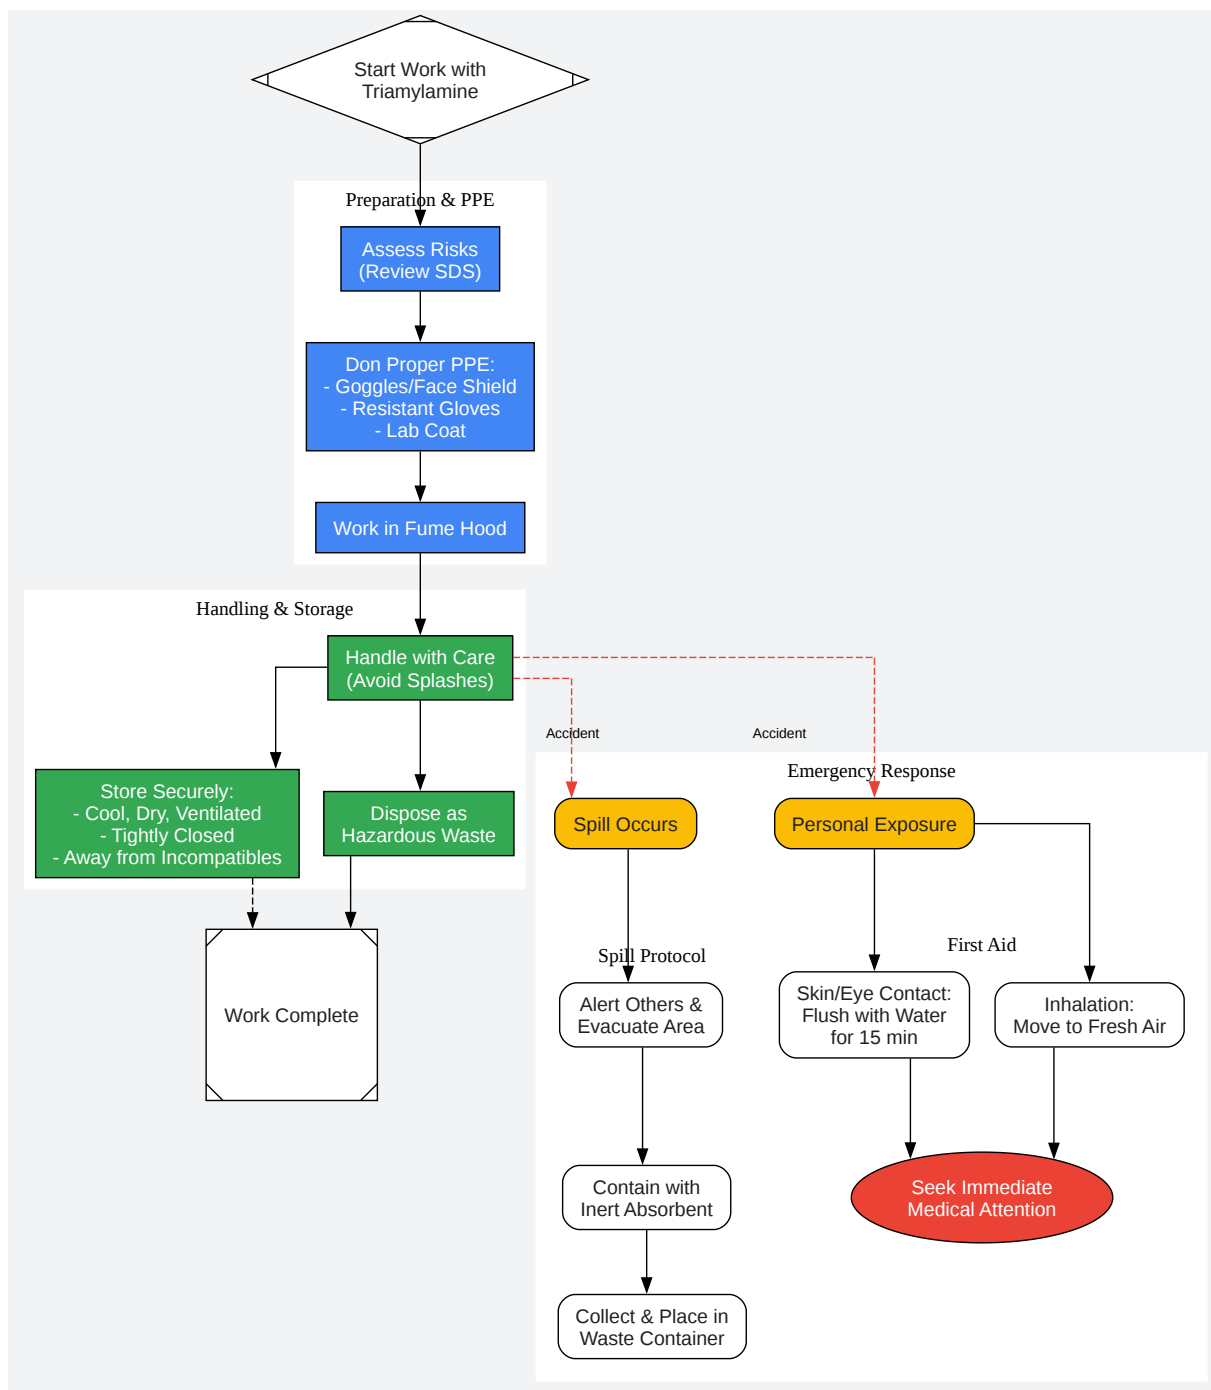 Start Work with
Triamylamine
Preparation & PPE
Assess Risks
(Review SDS)
Don Proper PPE:
- Goggles/Face Shield
- Resistant Gloves
- Lab Coat
Work in Fume Hood
Handling & Storage
Handle with Care
(Avoid Splashes)
Accident
Accident
Store Securely:
- Cool, Dry, Ventilated
- Tightly Closed
- Away from Incompatibles
Dispose as
Hazardous Waste
Work Complete
Emergency Response
Spill Occurs
Personal Exposure
Spill Protocol
Alert Others &
Evacuate Area
Contain with
Inert Absorbent
Collect & Place in
Waste Container
First Aid
Skin/Eye Contact:
Flush with Water
for 15 min
Inhalation:
Move to Fresh Air
Seek Immediate
Medical Attention